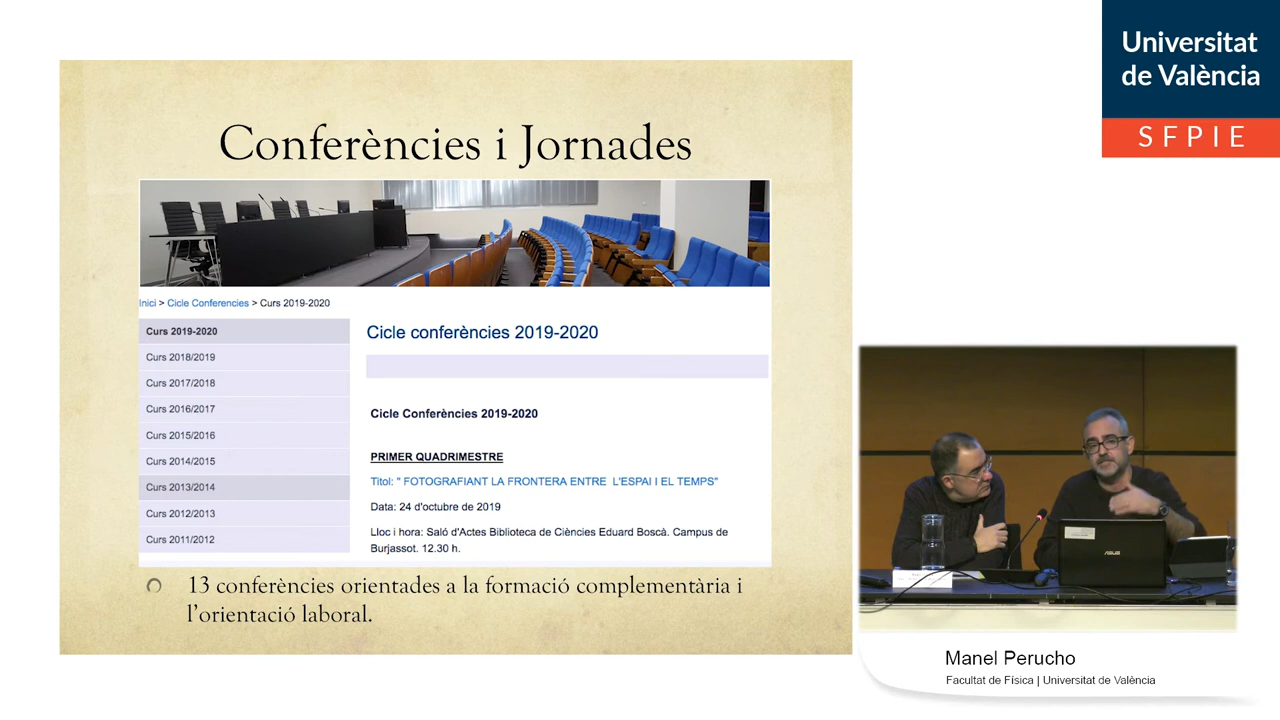 Universitat
de València
SFPIE
Conferències i Jornades
Inici > Cicle Conferencies > Curs 2019-2020
Curs 2019-2020
Curs 2018/2019
Curs 2017/2018
Curs 2016/2017
Curs 2015/2016
Curs 2014/2015
Curs 2013/2014
Curs 2012/2013
Curs 2011/2012
Cicle conferències 2019-2020
Cicle Conferències 2019-2020
PRIMER QUADRIMESTRE
Titol: " FOTOGRAFIANT LA FRONTERA ENTRE L'ESPAI I EL TEMPS"
Data: 24 d'octubre de 2019
Lloc i hora: Saló d'Actes Biblioteca de Ciències Eduard Boscà. Campus de
Burjassot. 12.30 h.
13 conferències orientades a la formació complementària i
l'orientació laboral.
ASUS
Manel Perucho
Facultat de Física | Universitat de València